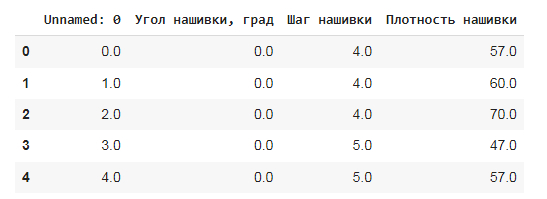 Unnamed: 0 Угол нашивки, град Шаг нашивки Плотность нашивки
0 0.0 0.0 4.0 57.0
1 1.0 0.0 4.0 60.0
2 2.0 0.0 4.0 70.0
3 3.0 0.0 5.0 47.0
4 4.0 0.0 5.0 57.0